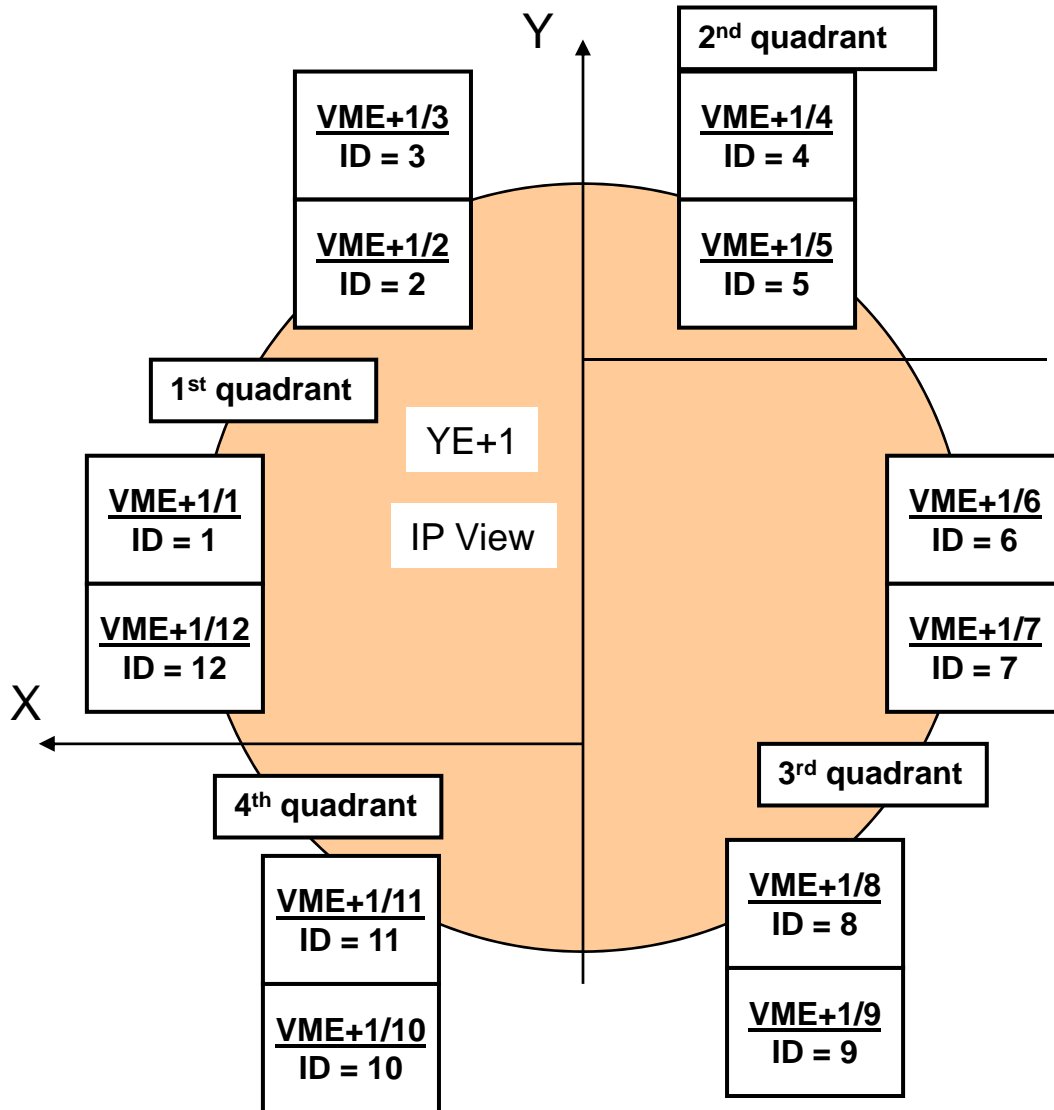 Y
2nd quadrant
VME+1/3
ID = 3
VME+1/4
ID = 4
VME+1/2
ID = 2
VME+1/5
ID = 5
1st quadrant
YE+1
IP View
VME+1/1
ID = 1
VME+1/6
ID = 6
VME+1/12
ID = 12
VME+1/7
ID = 7
X
3rd quadrant
4th quadrant
VME+1/11
ID = 11
VME+1/8
ID = 8
VME+1/10
ID = 10
VME+1/9
ID = 9